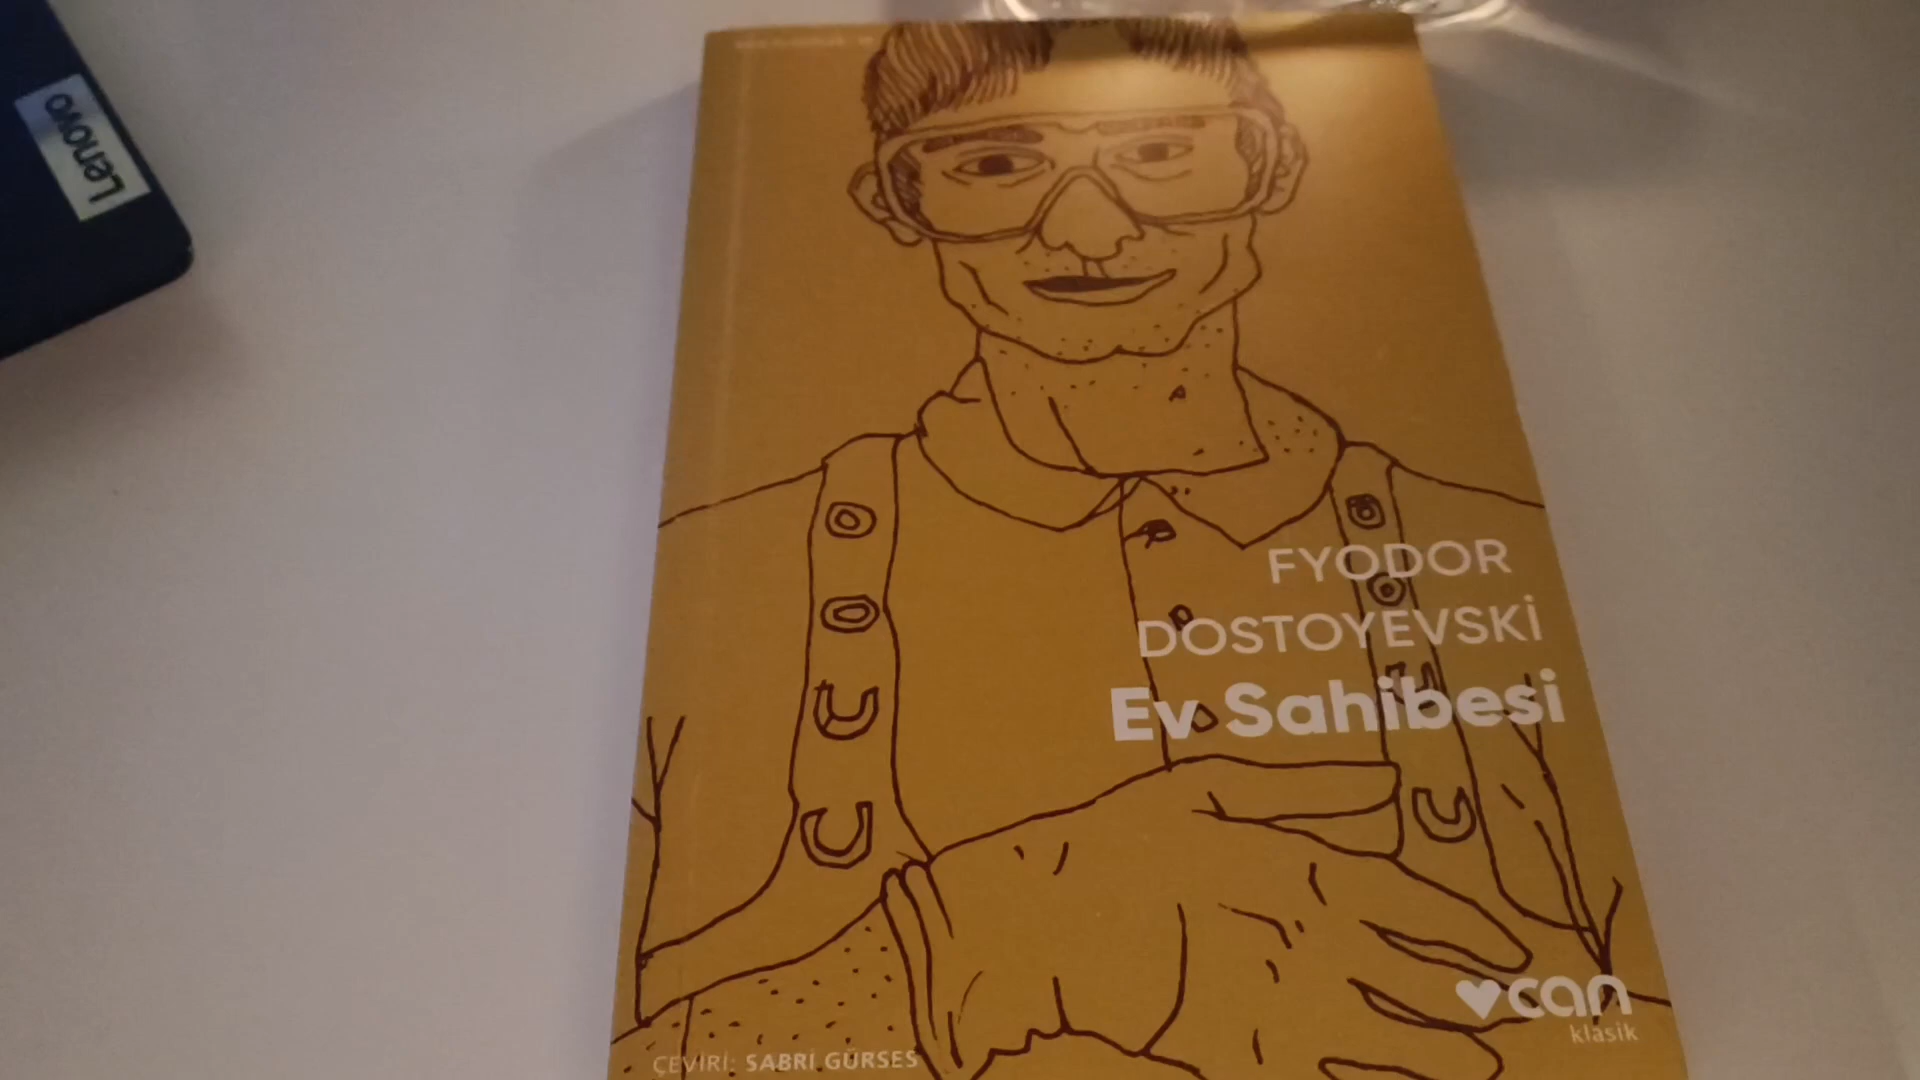 Lenovo
FYODOR
DOSTOYEVSKİ
Ev Sahibesi
can
klasik
ÇEVİRİ: SABRİ GÜRSES